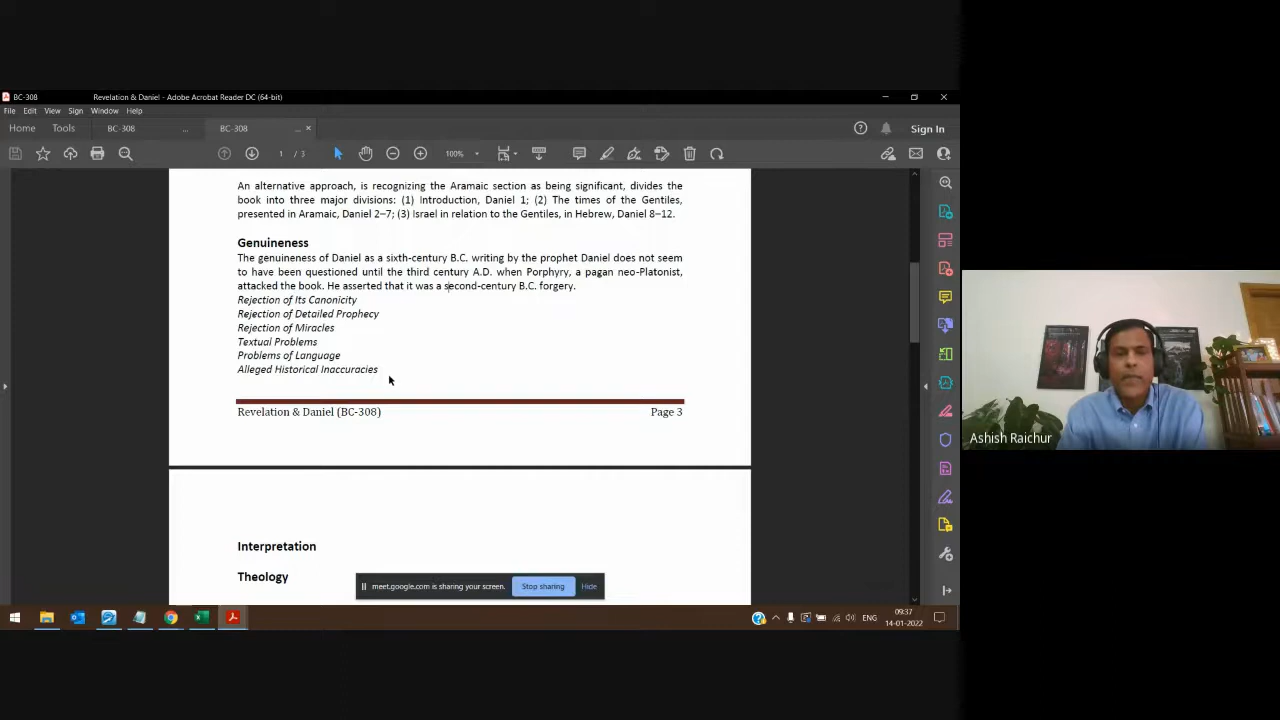 BC-308 Revelation & Daniel - Adobe Acrobat Reader DC (64-bit)
File Edit View Sign Window Help
Home Tools BC-308 ... BC-308 ... × Sign In
1 / 3 100%
An alternative approach, is recognizing the Aramaic section as being significant, divides the
book into three major divisions: (1) Introduction, Daniel 1; (2) The times of the Gentiles,
presented in Aramaic, Daniel 2–7; (3) Israel in relation to the Gentiles, in Hebrew, Daniel 8–12.
Genuineness
The genuineness of Daniel as a sixth-century B.C. writing by the prophet Daniel does not seem
to have been questioned until the third century A.D. when Porphyry, a pagan neo-Platonist,
attacked the book. He asserted that it was a second-century B.C. forgery.
Rejection of Its Canonicity
Rejection of Detailed Prophecy
Rejection of Miracles
Textual Problems
Problems of Language
Alleged Historical Inaccuracies
Revelation & Daniel (BC-308) Page 3
Interpretation
Theology
meet.google.com is sharing your screen. Stop sharing Hide
ENG 09:37
14-01-2022
Ashish Raichur